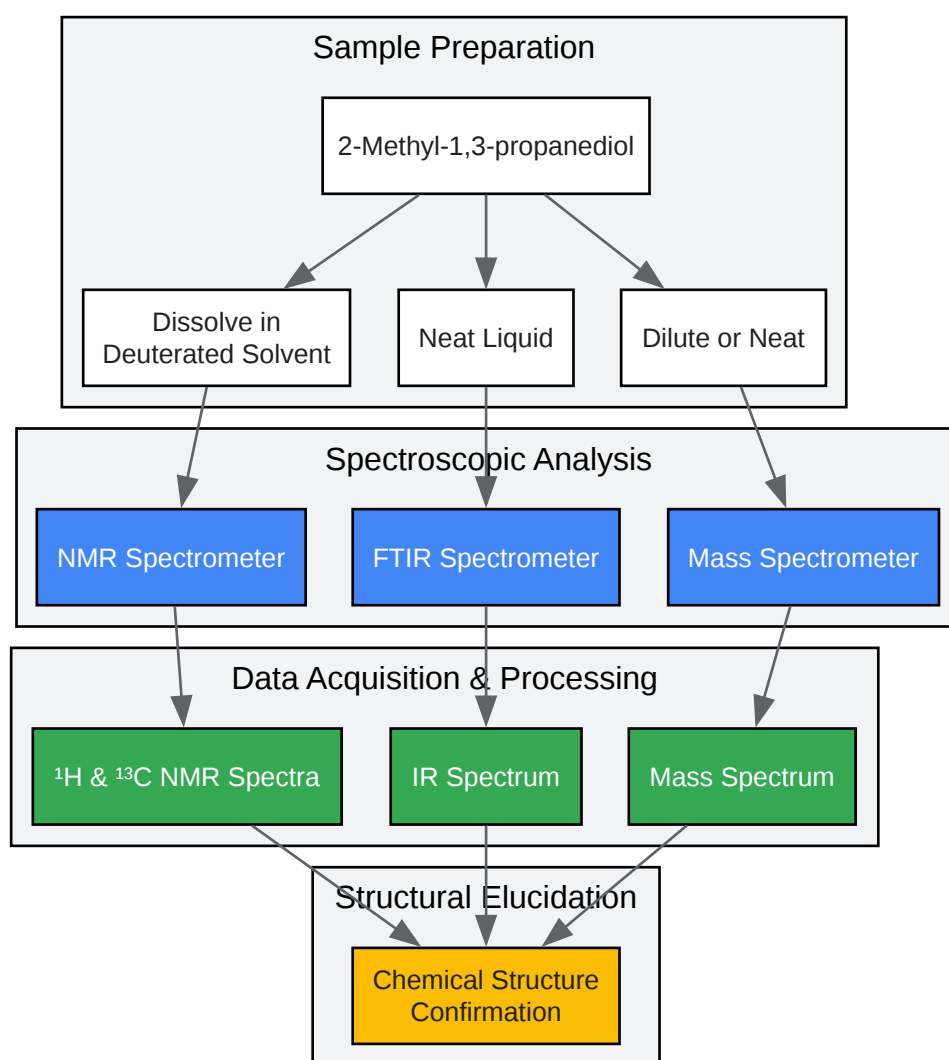 Sample Preparation
2-Methyl-1,3-propanediol
Dissolve in
Deuterated Solvent
Neat Liquid
Dilute or Neat
Spectroscopic Analysis
NMR Spectrometer
FTIR Spectrometer
Mass Spectrometer
Data Acquisition & Processing
¹H & ¹³C NMR Spectra
IR Spectrum
Mass Spectrum
Structural Elucidation
Chemical Structure
Confirmation